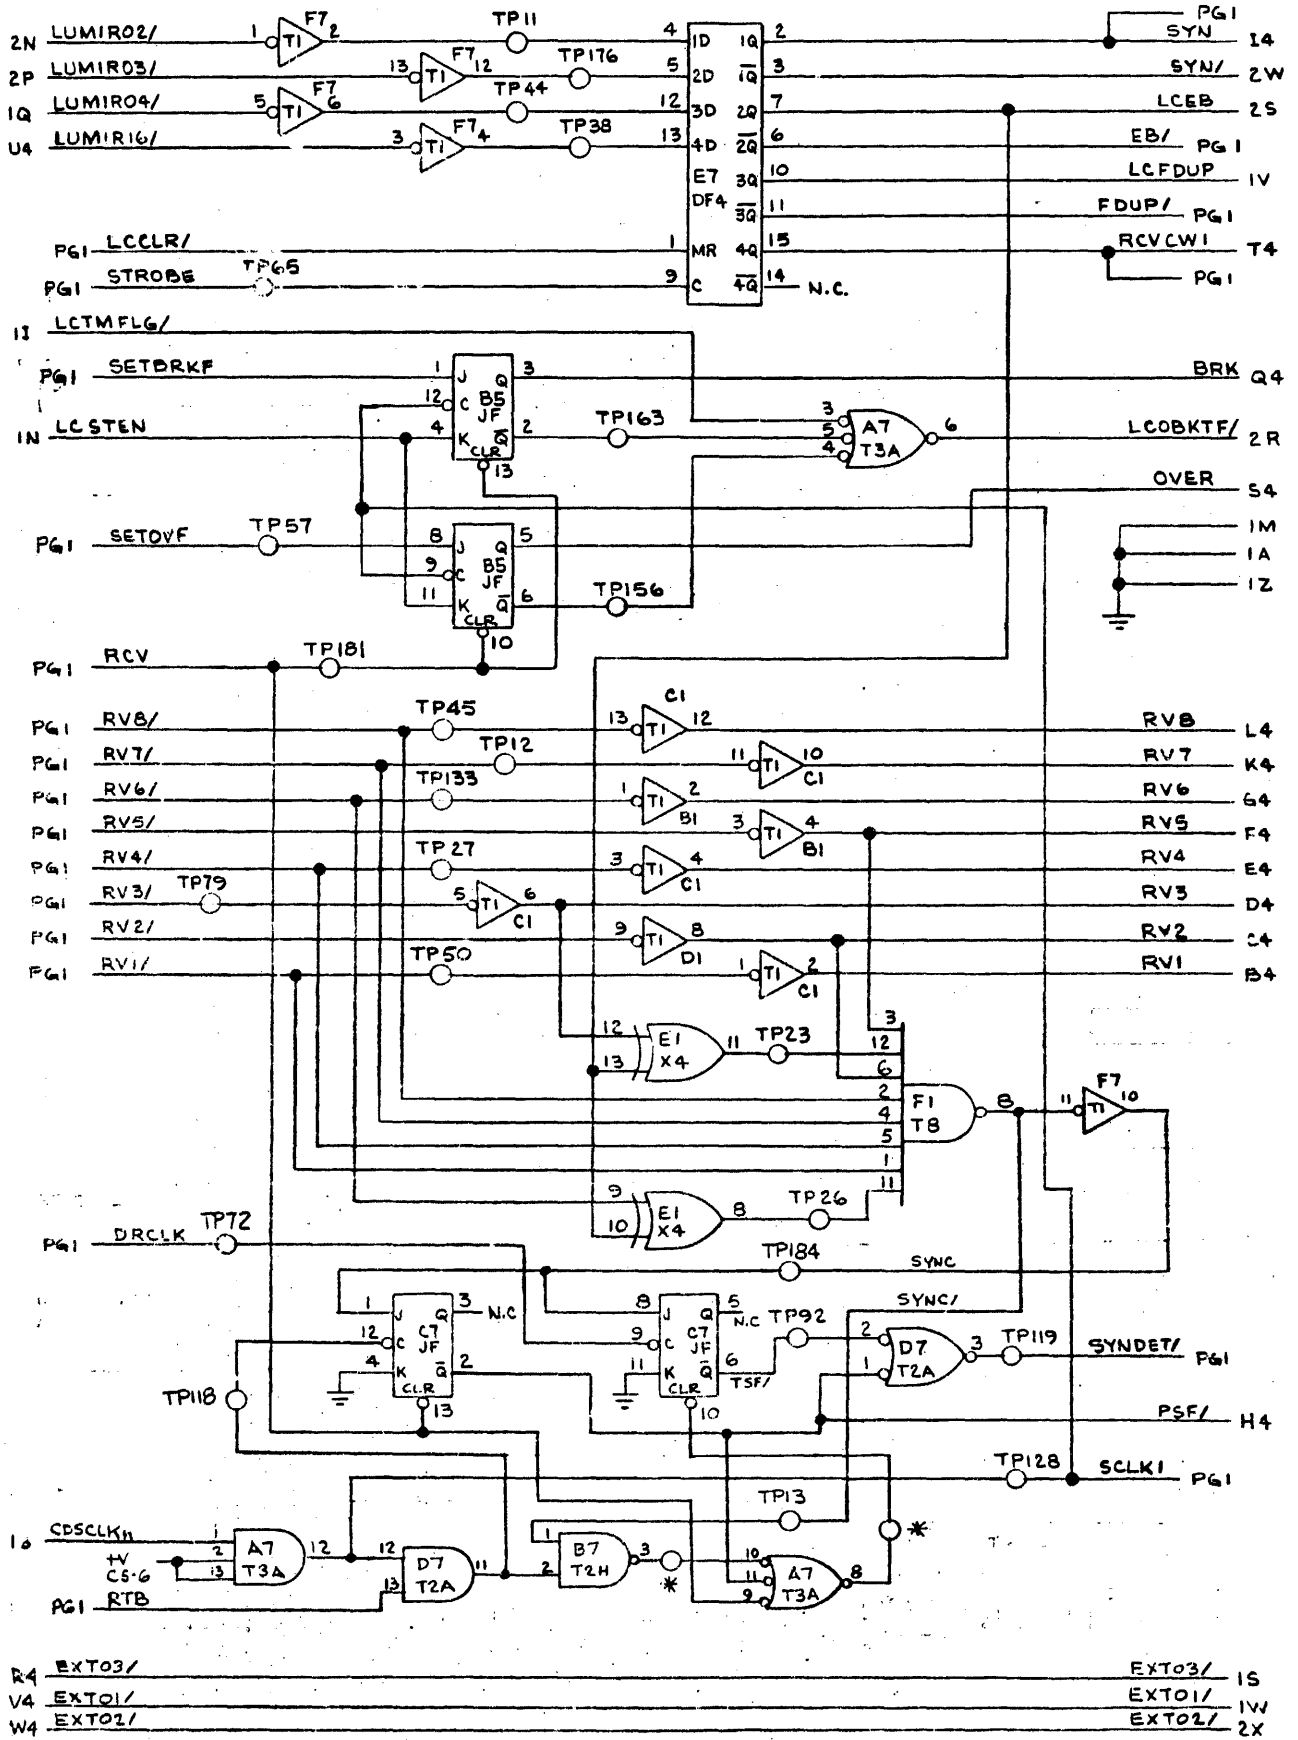 PG1
2N LUMIR02/ 1 T1 F7 2 TP11 4 1D 1Q 2 SYN I4
2P LUMIR03/ 13 T1 F7 12 TP176 5 2D 1Q 3 SYN/ 2W
1Q LUMIR04/ 5 T1 F7 6 TP44 12 3D 2Q 7 LCEB 2S
U4 LUMIR16/ 3 T1 F7 4 TP38 13 4D 2Q 6 EB/ PG1
E7 3Q 10 LCFDUP 1V
DF4 3Q 11 FDUP/ PG1
PG1 LCCLR/ 1 MR 4Q 15 RCVCW1 T4
PG1 STROBE TP65 9 C 4Q 14 N.C. PG1
1I LCTMFLG/
PG1 SETBRKF 1 J Q 3 BRK Q4
12 C B5 JF
1N LCSTEN 4 K Q 2 TP163 3 5 4 A7 T3A 6 LCOBKTF/ 2R
CLR 13
OVER S4
1M
PG1 SETOVF TP57 8 J Q 5 1A
9 C B5 JF 1Z
11 K Q 6 TP156
CLR 10
PG1 RCV TP181
PG1 RV8/ TP45 13 T1 C1 12 RV8 L4
PG1 RV7/ TP12 11 T1 10 C1 RV7 K4
PG1 RV6/ TP133 1 T1 2 B1 RV6 G4
PG1 RV5/ 3 T1 4 B1 RV5 F4
PG1 RV4/ TP27 3 T1 4 C1 RV4 E4
PG1 RV3/ TP79 5 T1 6 C1 RV3 D4
PG1 RV2/ 9 T1 8 D1 RV2 C4
PG1 RV1/ TP50 1 T1 2 C1 RV1 B4
3
12 13 E1 X4 11 TP23 12
6
2 F1 8 11 T1 F7 10
4 T8
5
1
11
9 10 E1 X4 8 TP26
PG1 DRCLK TP72
TP184 SYNC
SYNC/
1 J Q 3 N.C 8 J Q 5 N.C TP92
12 C C7 JF 9 C C7 JF 2 D7 3 TP119 SYNDET/ PG1
4 K Q 2 11 K Q 6 TSF/ 1 T2A
TP118 CLR 13 CLR 10
PSF/ H4
TP128 SCLK1 PG1
TP13
CDSCLK 1 A7 12 12 D7 11 1 B7 3 10 A7 8 *
+V 2 T3A T2A 2 T2H * 11 T3A
C5-6 13 9
PG1 RTB 13
R4 EXT03/ EXT03/ 1S
V4 EXT01/ EXT01/ 1W
W4 EXT02/ EXT02/ 2X